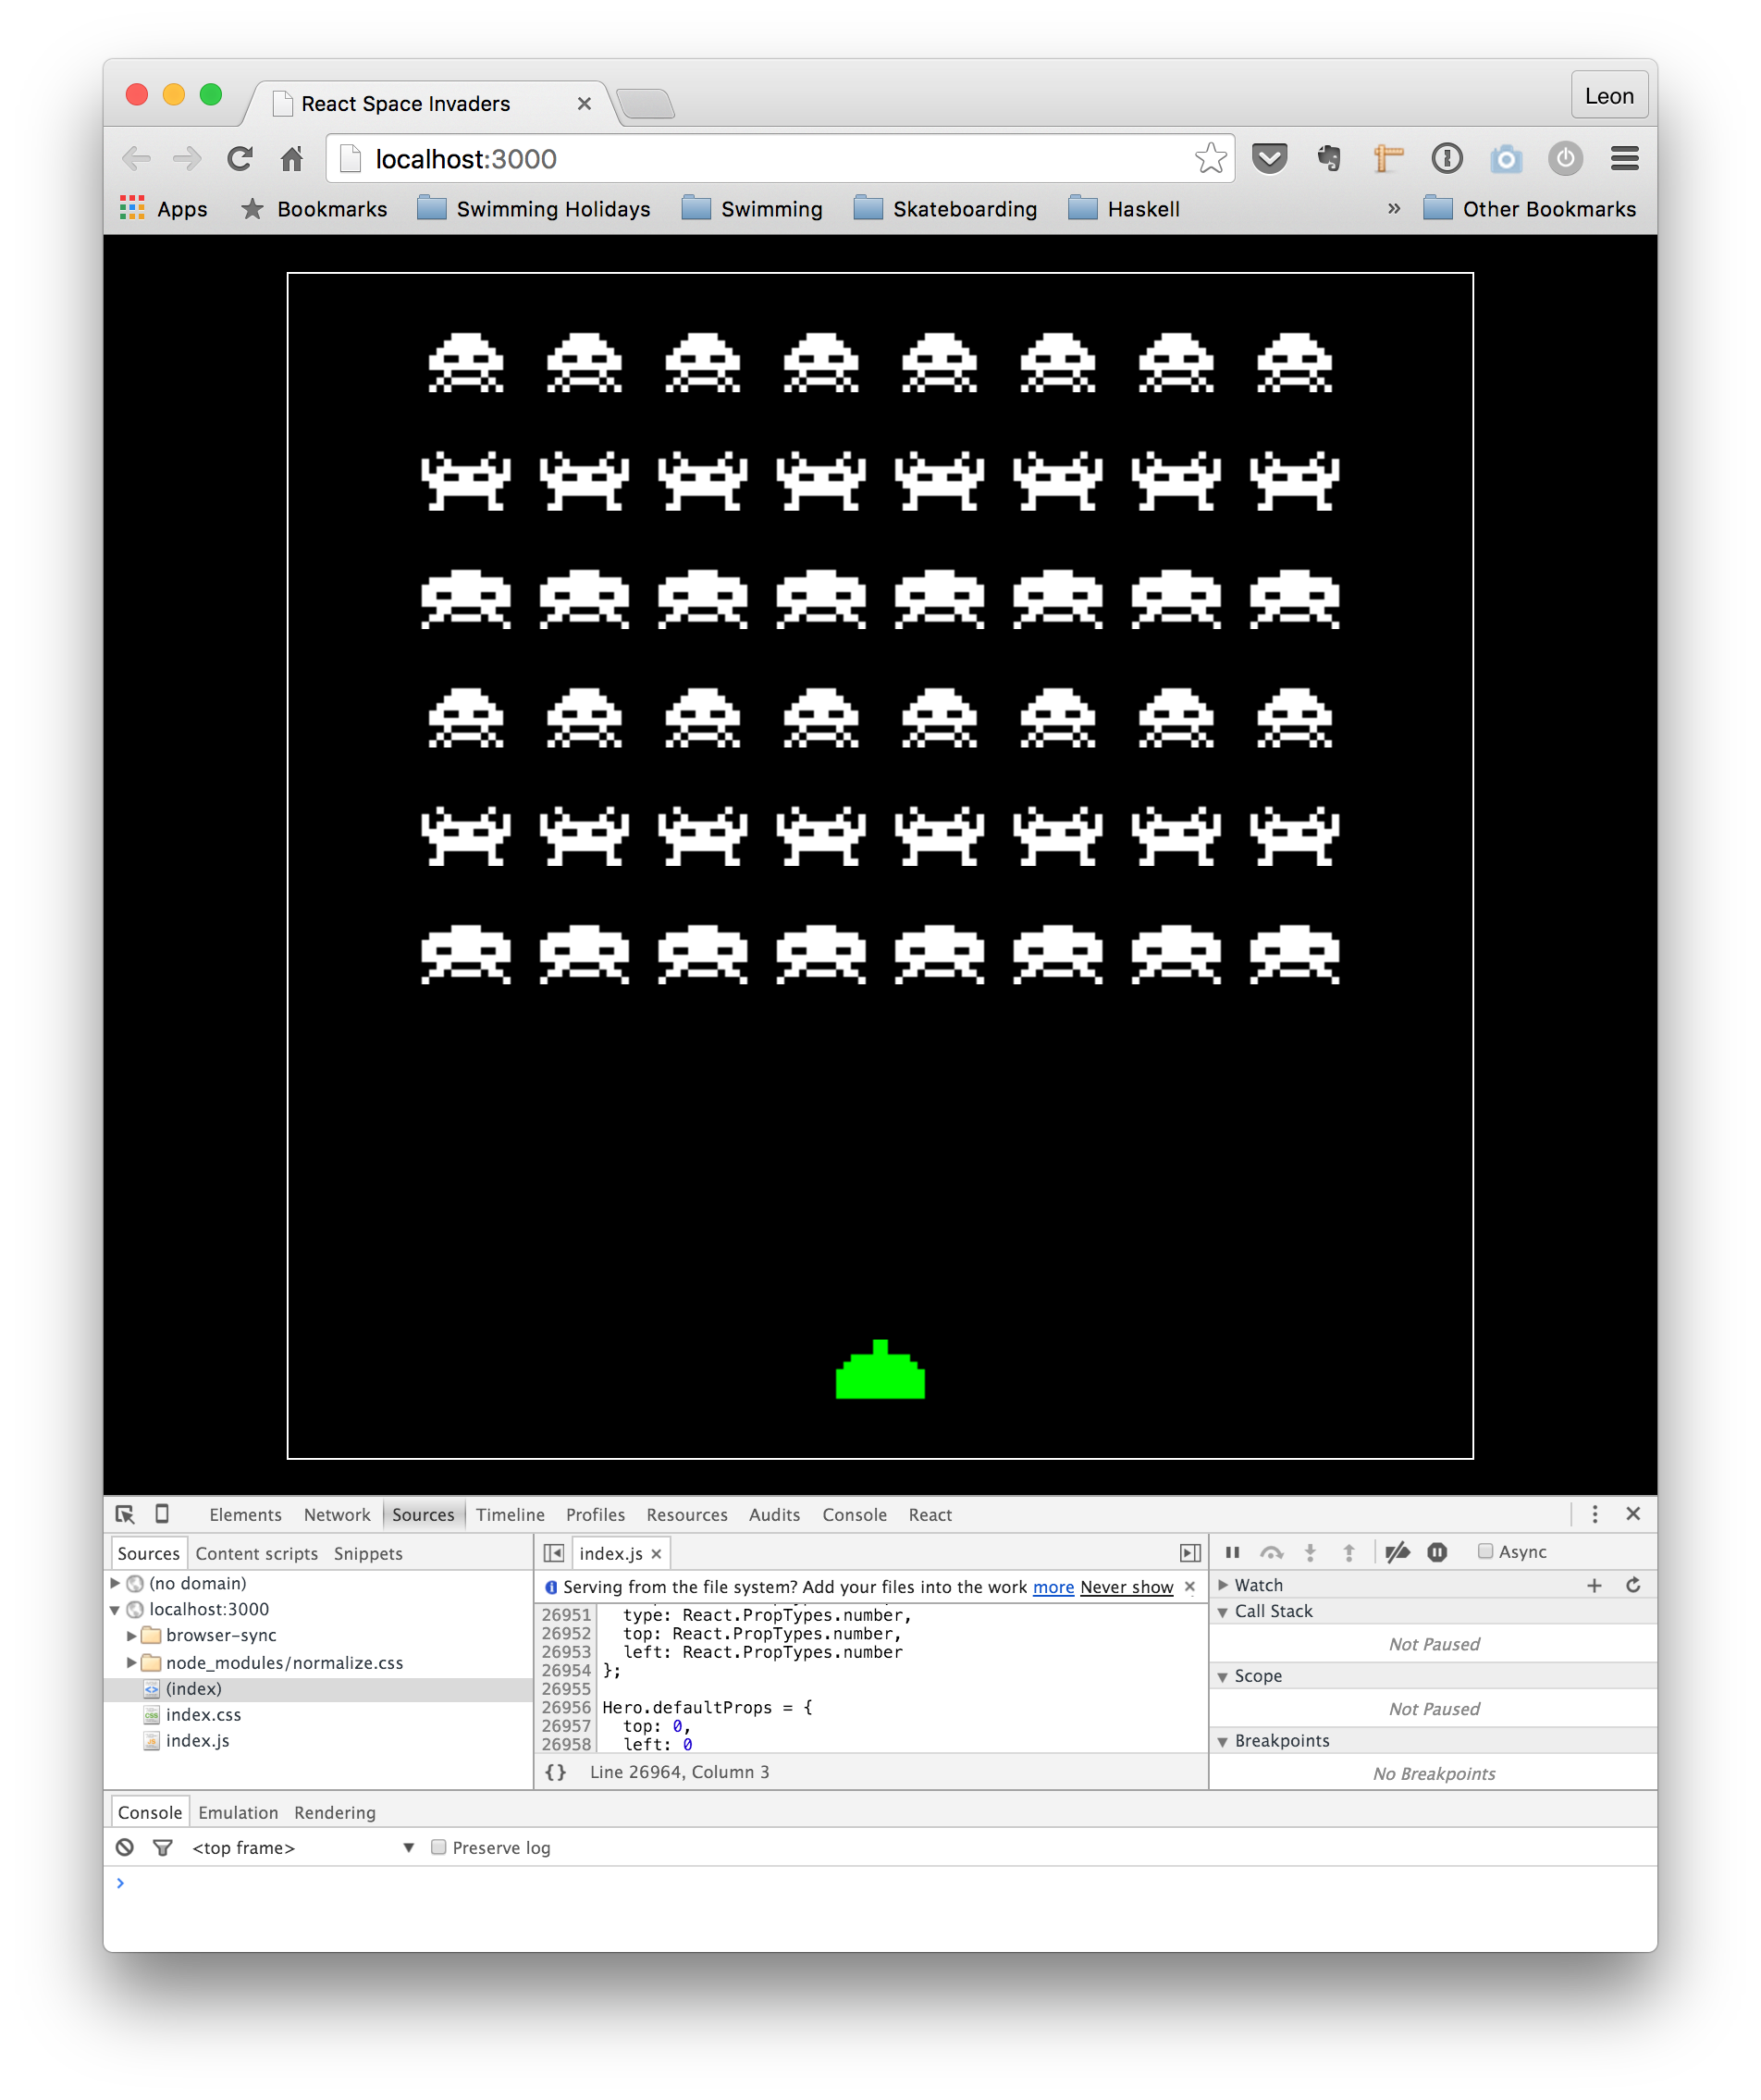 React Space Invaders
Leon
localhost:3000
Apps Bookmarks Swimming Holidays Swimming Skateboarding Haskell » Other Bookmarks
Elements Network Sources Timeline Profiles Resources Audits Console React
Sources Content scripts Snippets
(no domain)
localhost:3000
browser-sync
node_modules/normalize.css
(index)
index.css
index.js
index.js
Serving from the file system? Add your files into the work more Never show
26951 type: React.PropTypes.number,
26952 top: React.PropTypes.number,
26953 left: React.PropTypes.number
26954 };
26955
26956 Hero.defaultProps = {
26957 top: 0,
26958 left: 0
{} Line 26964, Column 3
Async
Watch
Call Stack
Not Paused
Scope
Not Paused
Breakpoints
No Breakpoints
Console Emulation Rendering
<top frame> Preserve log